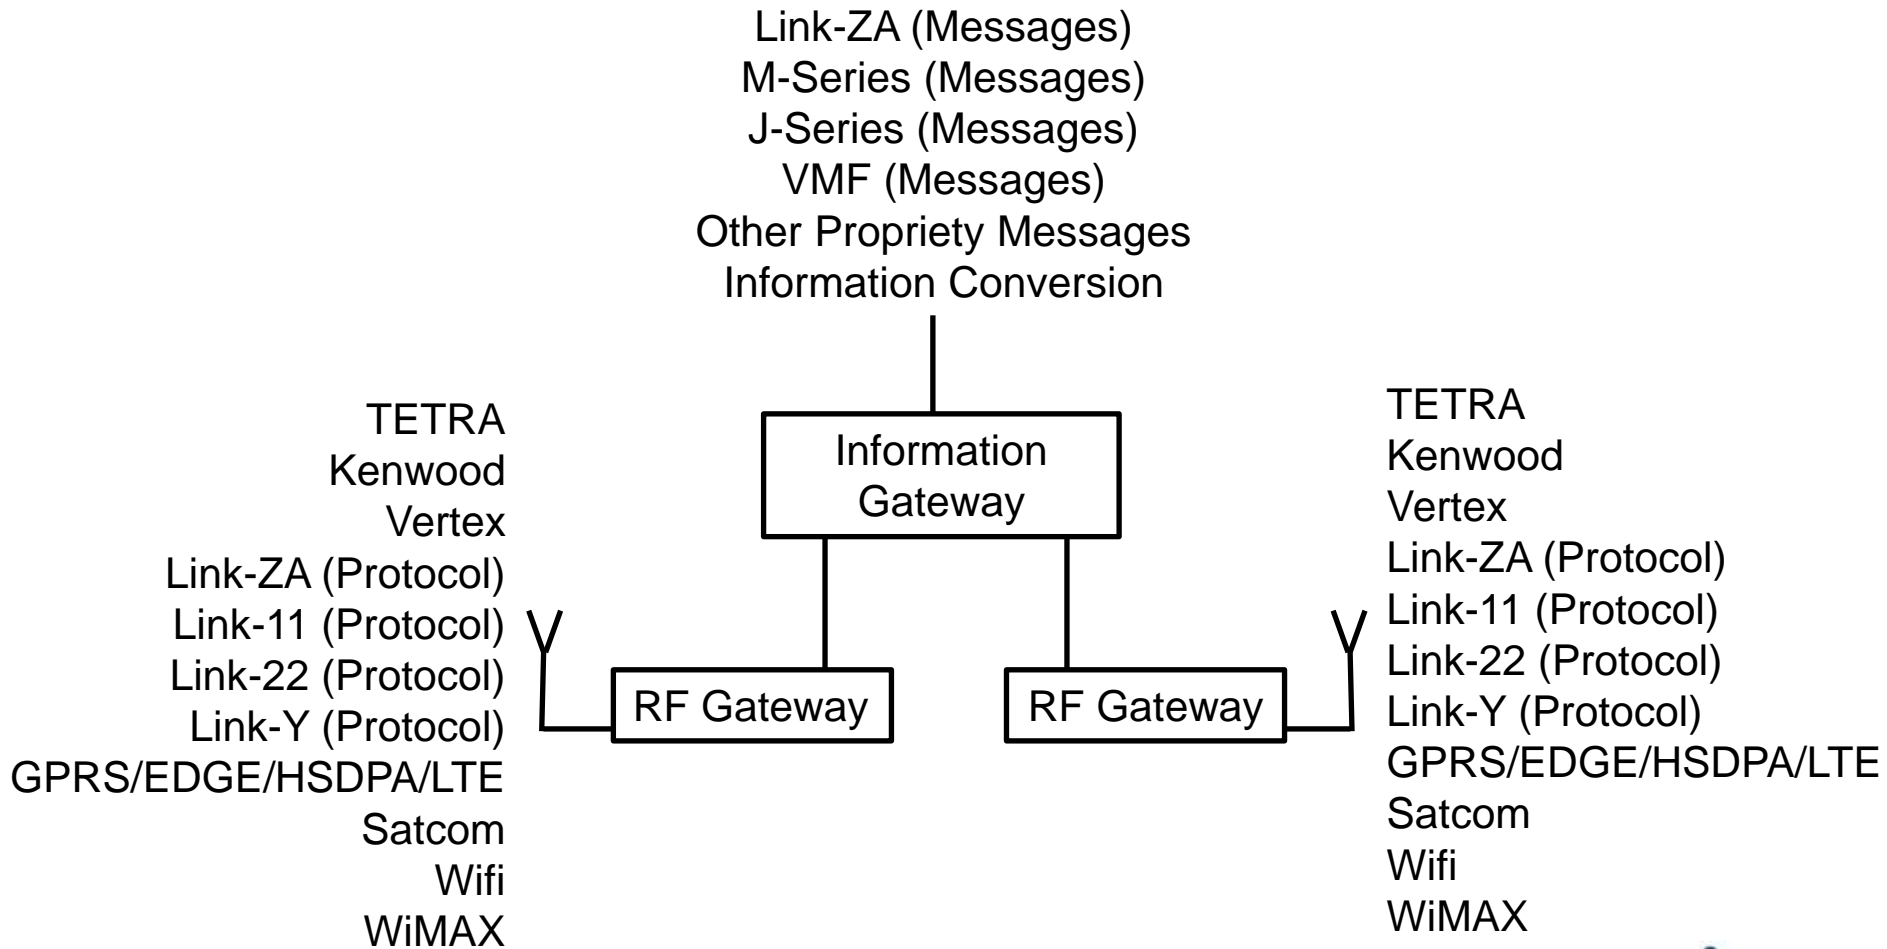 Link-ZA (Messages)
M-Series (Messages)
J-Series (Messages)
VMF (Messages)
Other Propriety Messages
Information Conversion
Information
Gateway
TETRA
Kenwood
Vertex
Link-ZA (Protocol)
Link-11 (Protocol)
Link-22 (Protocol)
Link-Y (Protocol)
GPRS/EDGE/HSDPA/LTE
Satcom
Wifi
WiMAX
RF Gateway
RF Gateway
TETRA
Kenwood
Vertex
Link-ZA (Protocol)
Link-11 (Protocol)
Link-22 (Protocol)
Link-Y (Protocol)
GPRS/EDGE/HSDPA/LTE
Satcom
Wifi
WiMAX